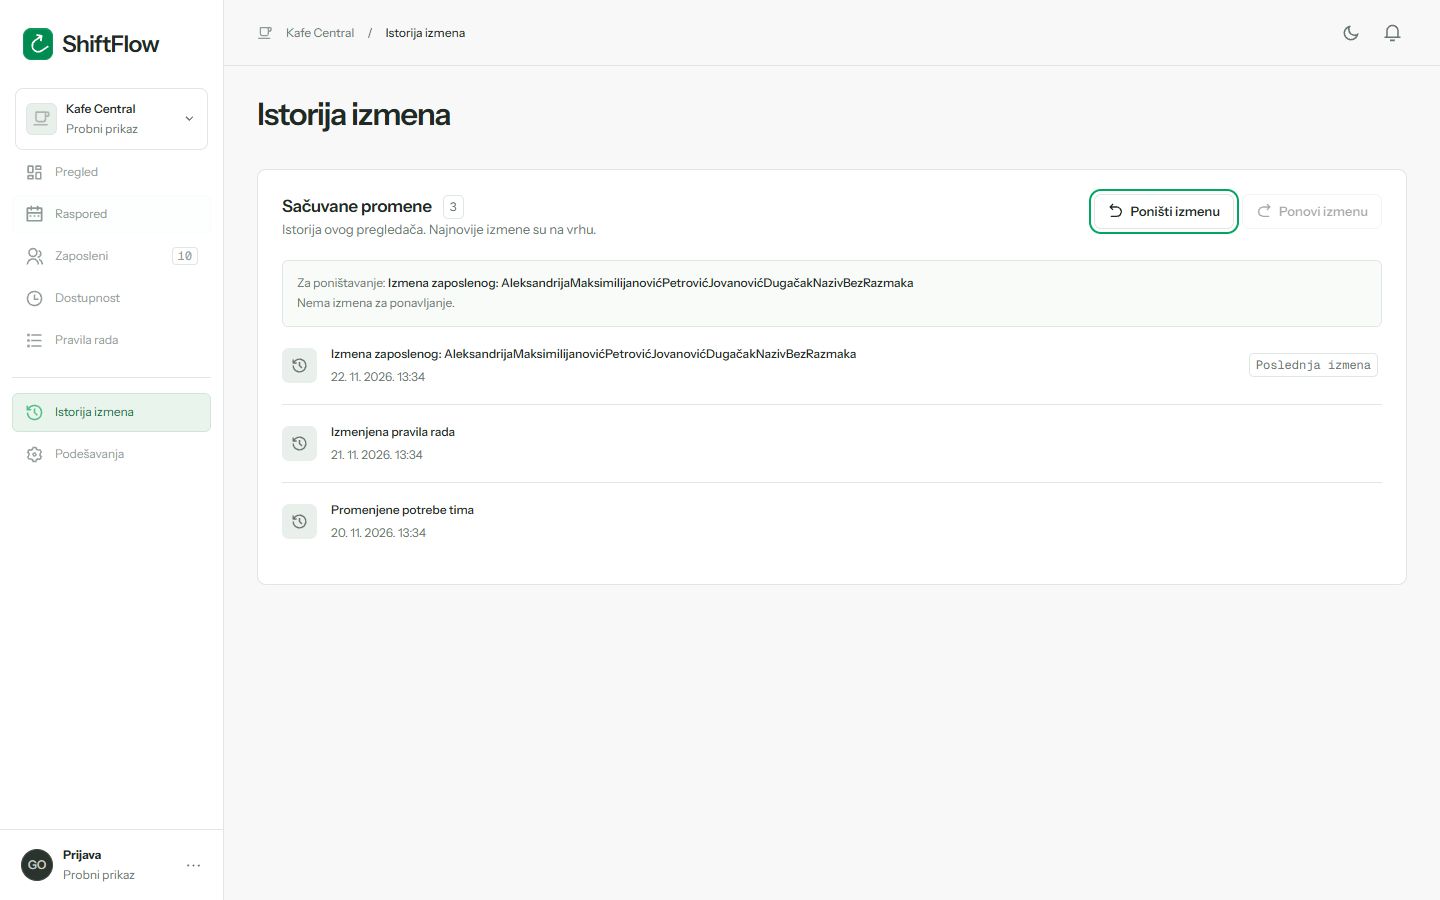 ShiftFlow
Kafe Central
Probni prikaz
Pregled
Raspored
Zaposleni 10
Dostupnost
Pravila rada
Istorija izmena
Podešavanja
GO
Prijava
Probni prikaz
Kafe Central / Istorija izmena
Istorija izmena
Sačuvane promene 3
Istorija ovog pregledača. Najnovije izmene su na vrhu.
Poništi izmenu
Ponovi izmenu
Za poništavanje: Izmena zaposlenog: AleksandrijaMaksimilijanovićPetrovićJovanovićDugačakNazivBezRazmaka
Nema izmena za ponavljanje.
Izmena zaposlenog: AleksandrijaMaksimilijanovićPetrovićJovanovićDugačakNazivBezRazmaka
22. 11. 2026. 13:34
Poslednja izmena
Izmenjena pravila rada
21. 11. 2026. 13:34
Promenjene potrebe tima
20. 11. 2026. 13:34